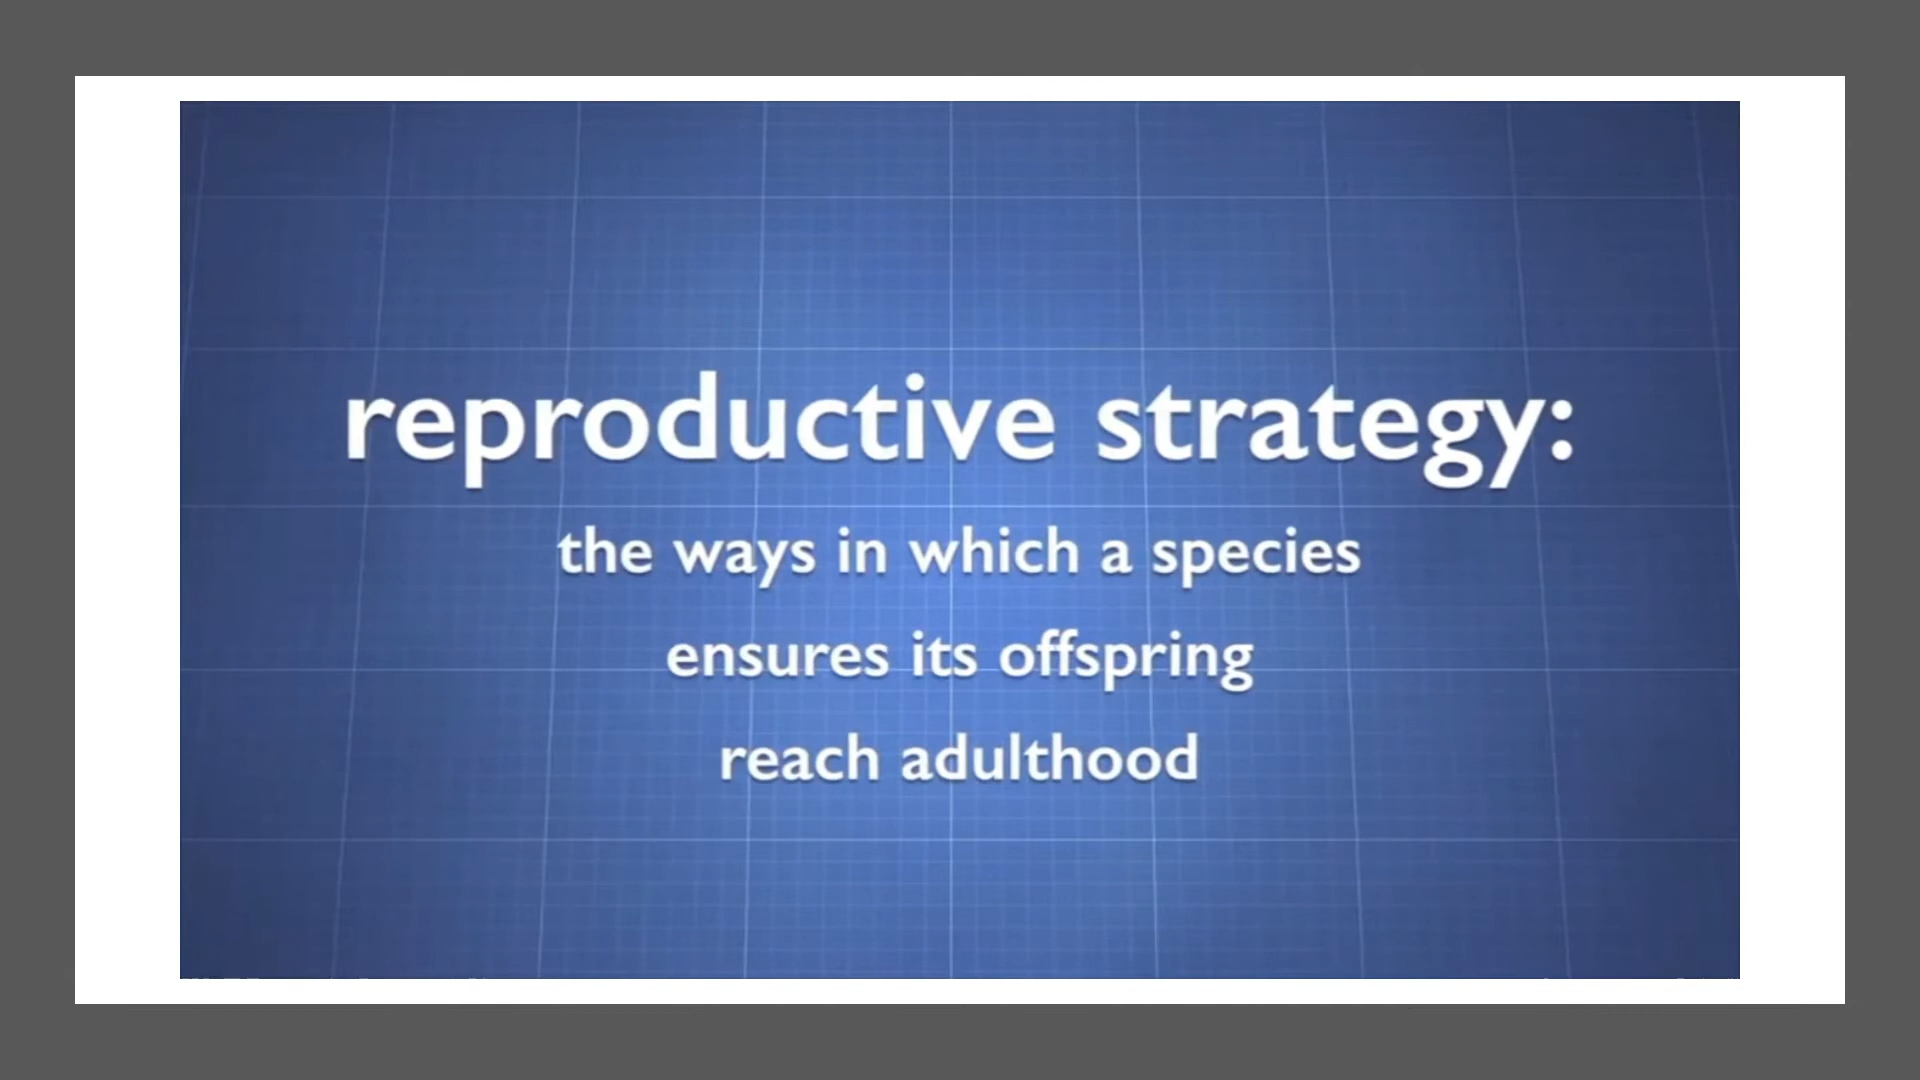 reproductive strategy:
the ways in which a species
ensures its offspring
reach adulthood